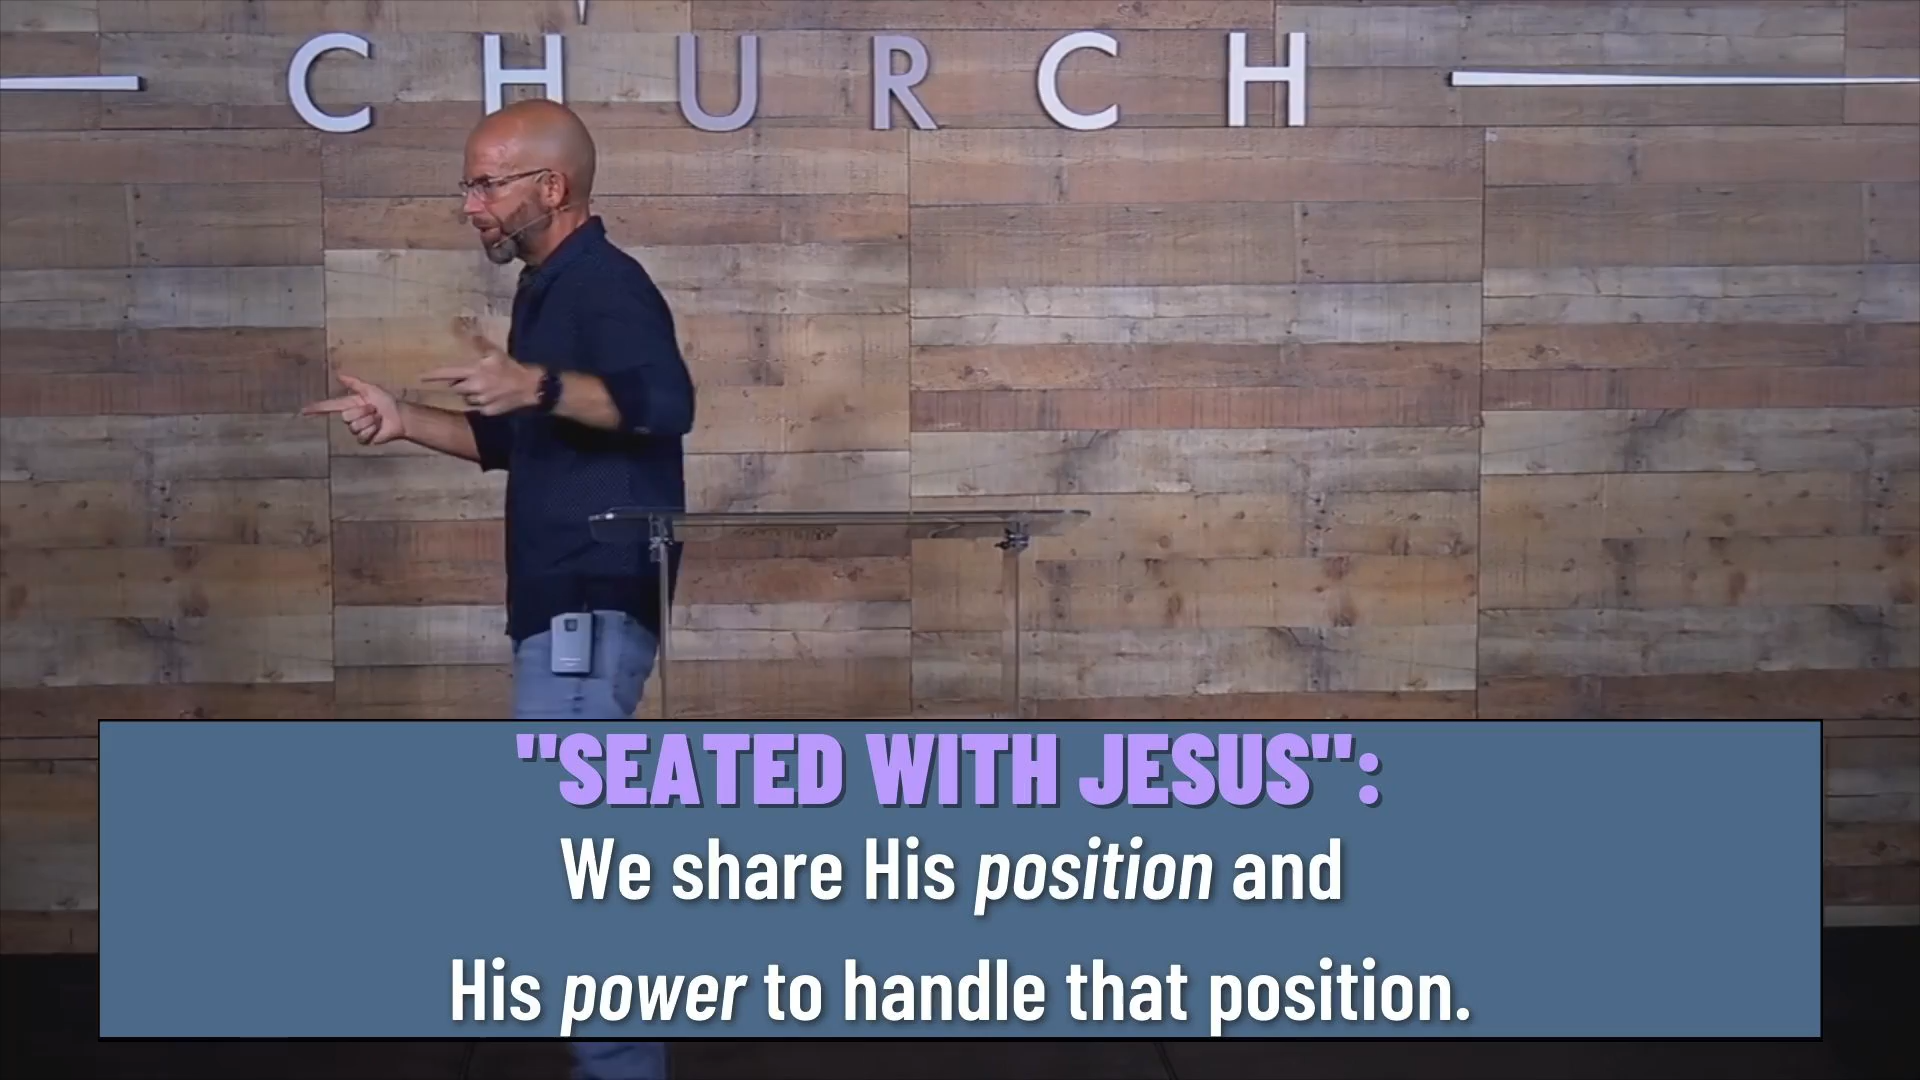 CHURCH
"SEATED WITH JESUS":
We share His position and
His power to handle that position.